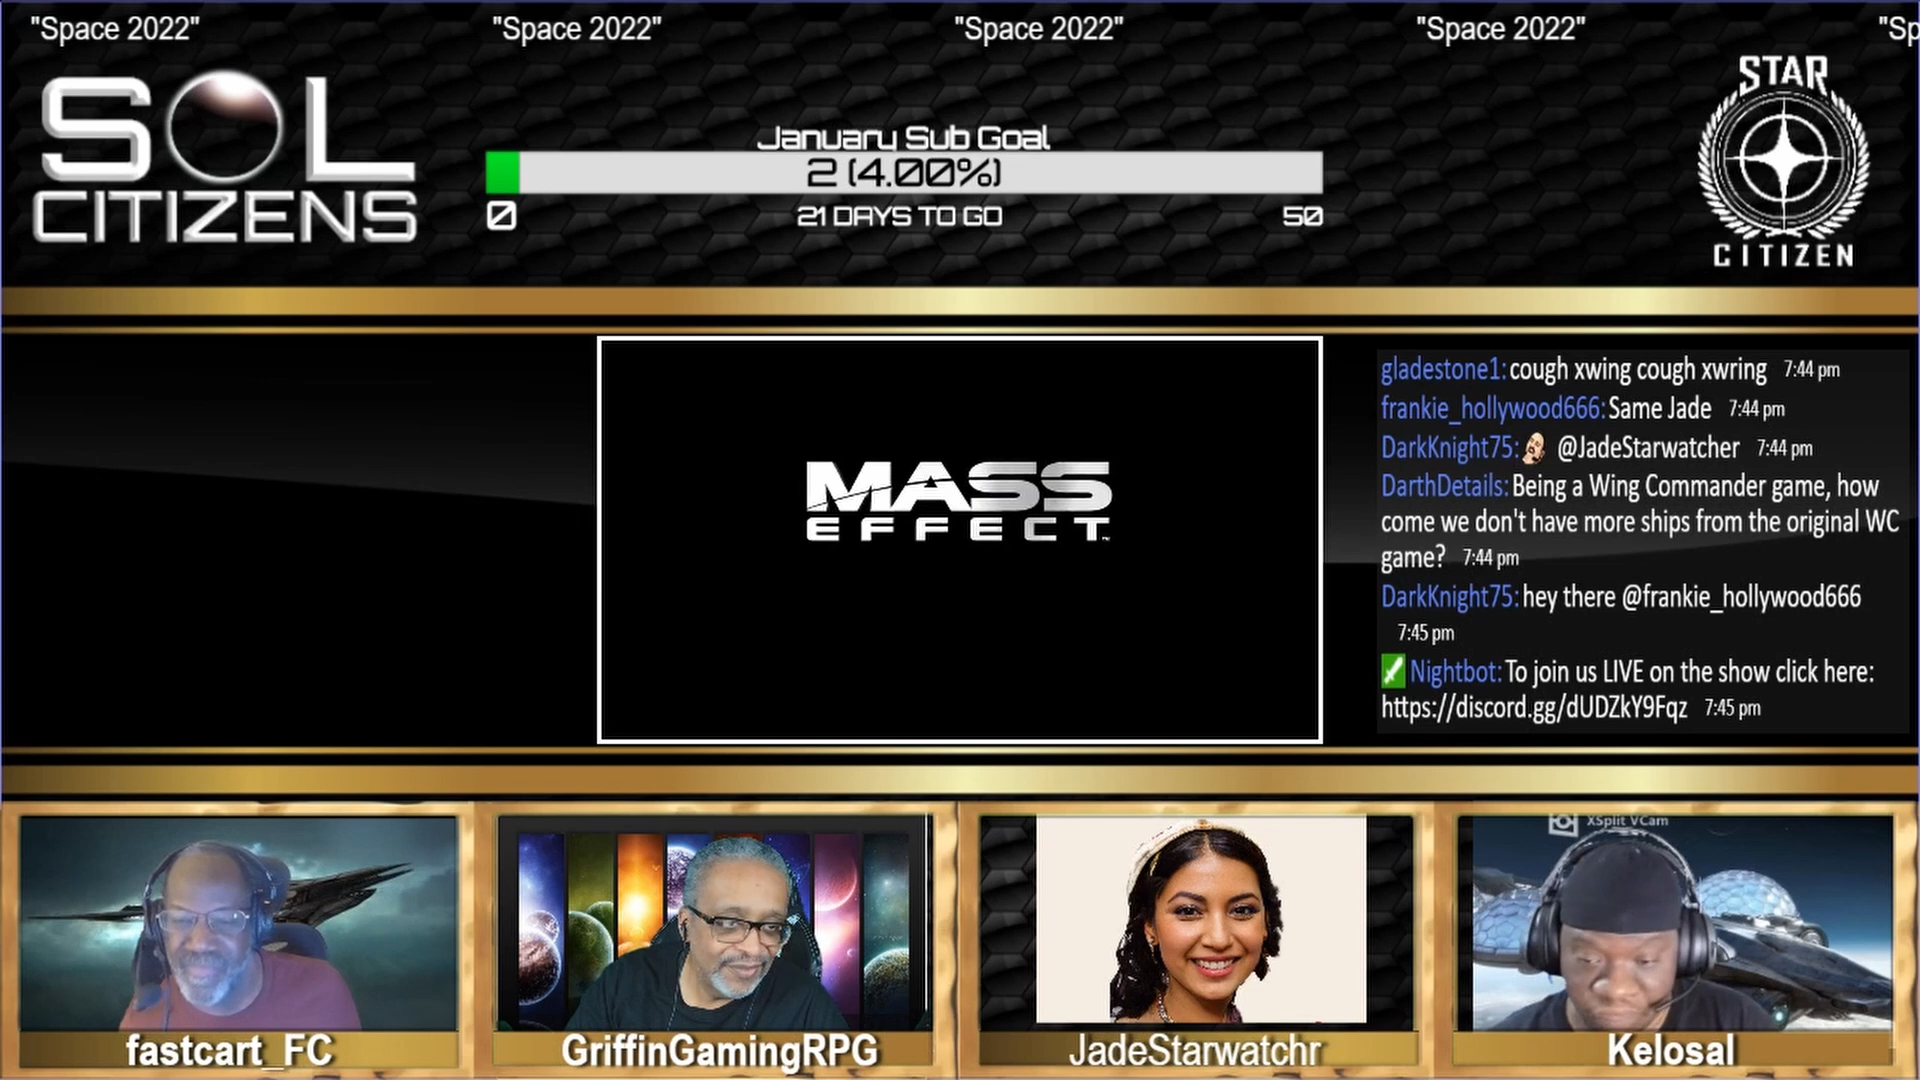 "Space 2022" "Space 2022" "Space 2022" "Space 2022" "Sp
SOL
CITIZENS
January Sub Goal
2 (4.00%)
0 21 DAYS TO GO 50
STAR
CITIZEN
MASS
EFFECT
gladestone1: cough xwing cough xwring 7:44 pm
frankie_hollywood666: Same Jade 7:44 pm
DarkKnight75: @JadeStarwatcher 7:44 pm
DarthDetails: Being a Wing Commander game, how
come we don't have more ships from the original WC
game? 7:44 pm
DarkKnight75: hey there @frankie_hollywood666
7:45 pm
Nightbot: To join us LIVE on the show click here:
https://discord.gg/dUDZkY9Fqz 7:45 pm
XSplit VCam
fastcart_FC GriffinGamingRPG JadeStarwatchr Kelosal